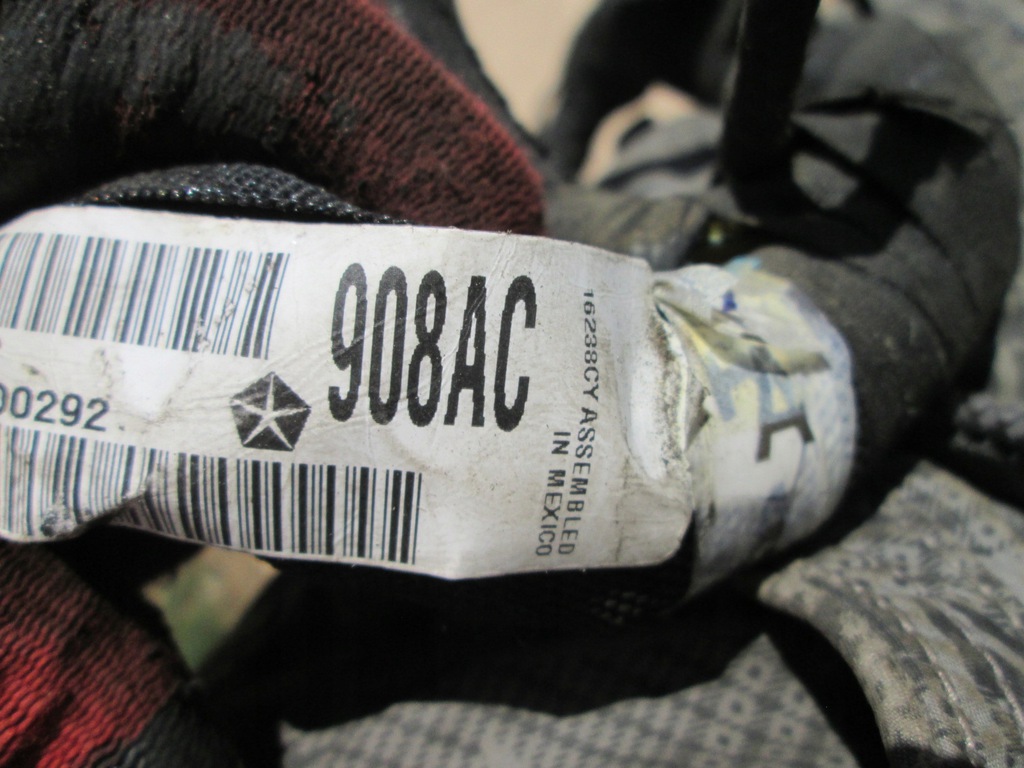 908AC
00292
16238CY ASSEMBLED
IN MEXICO